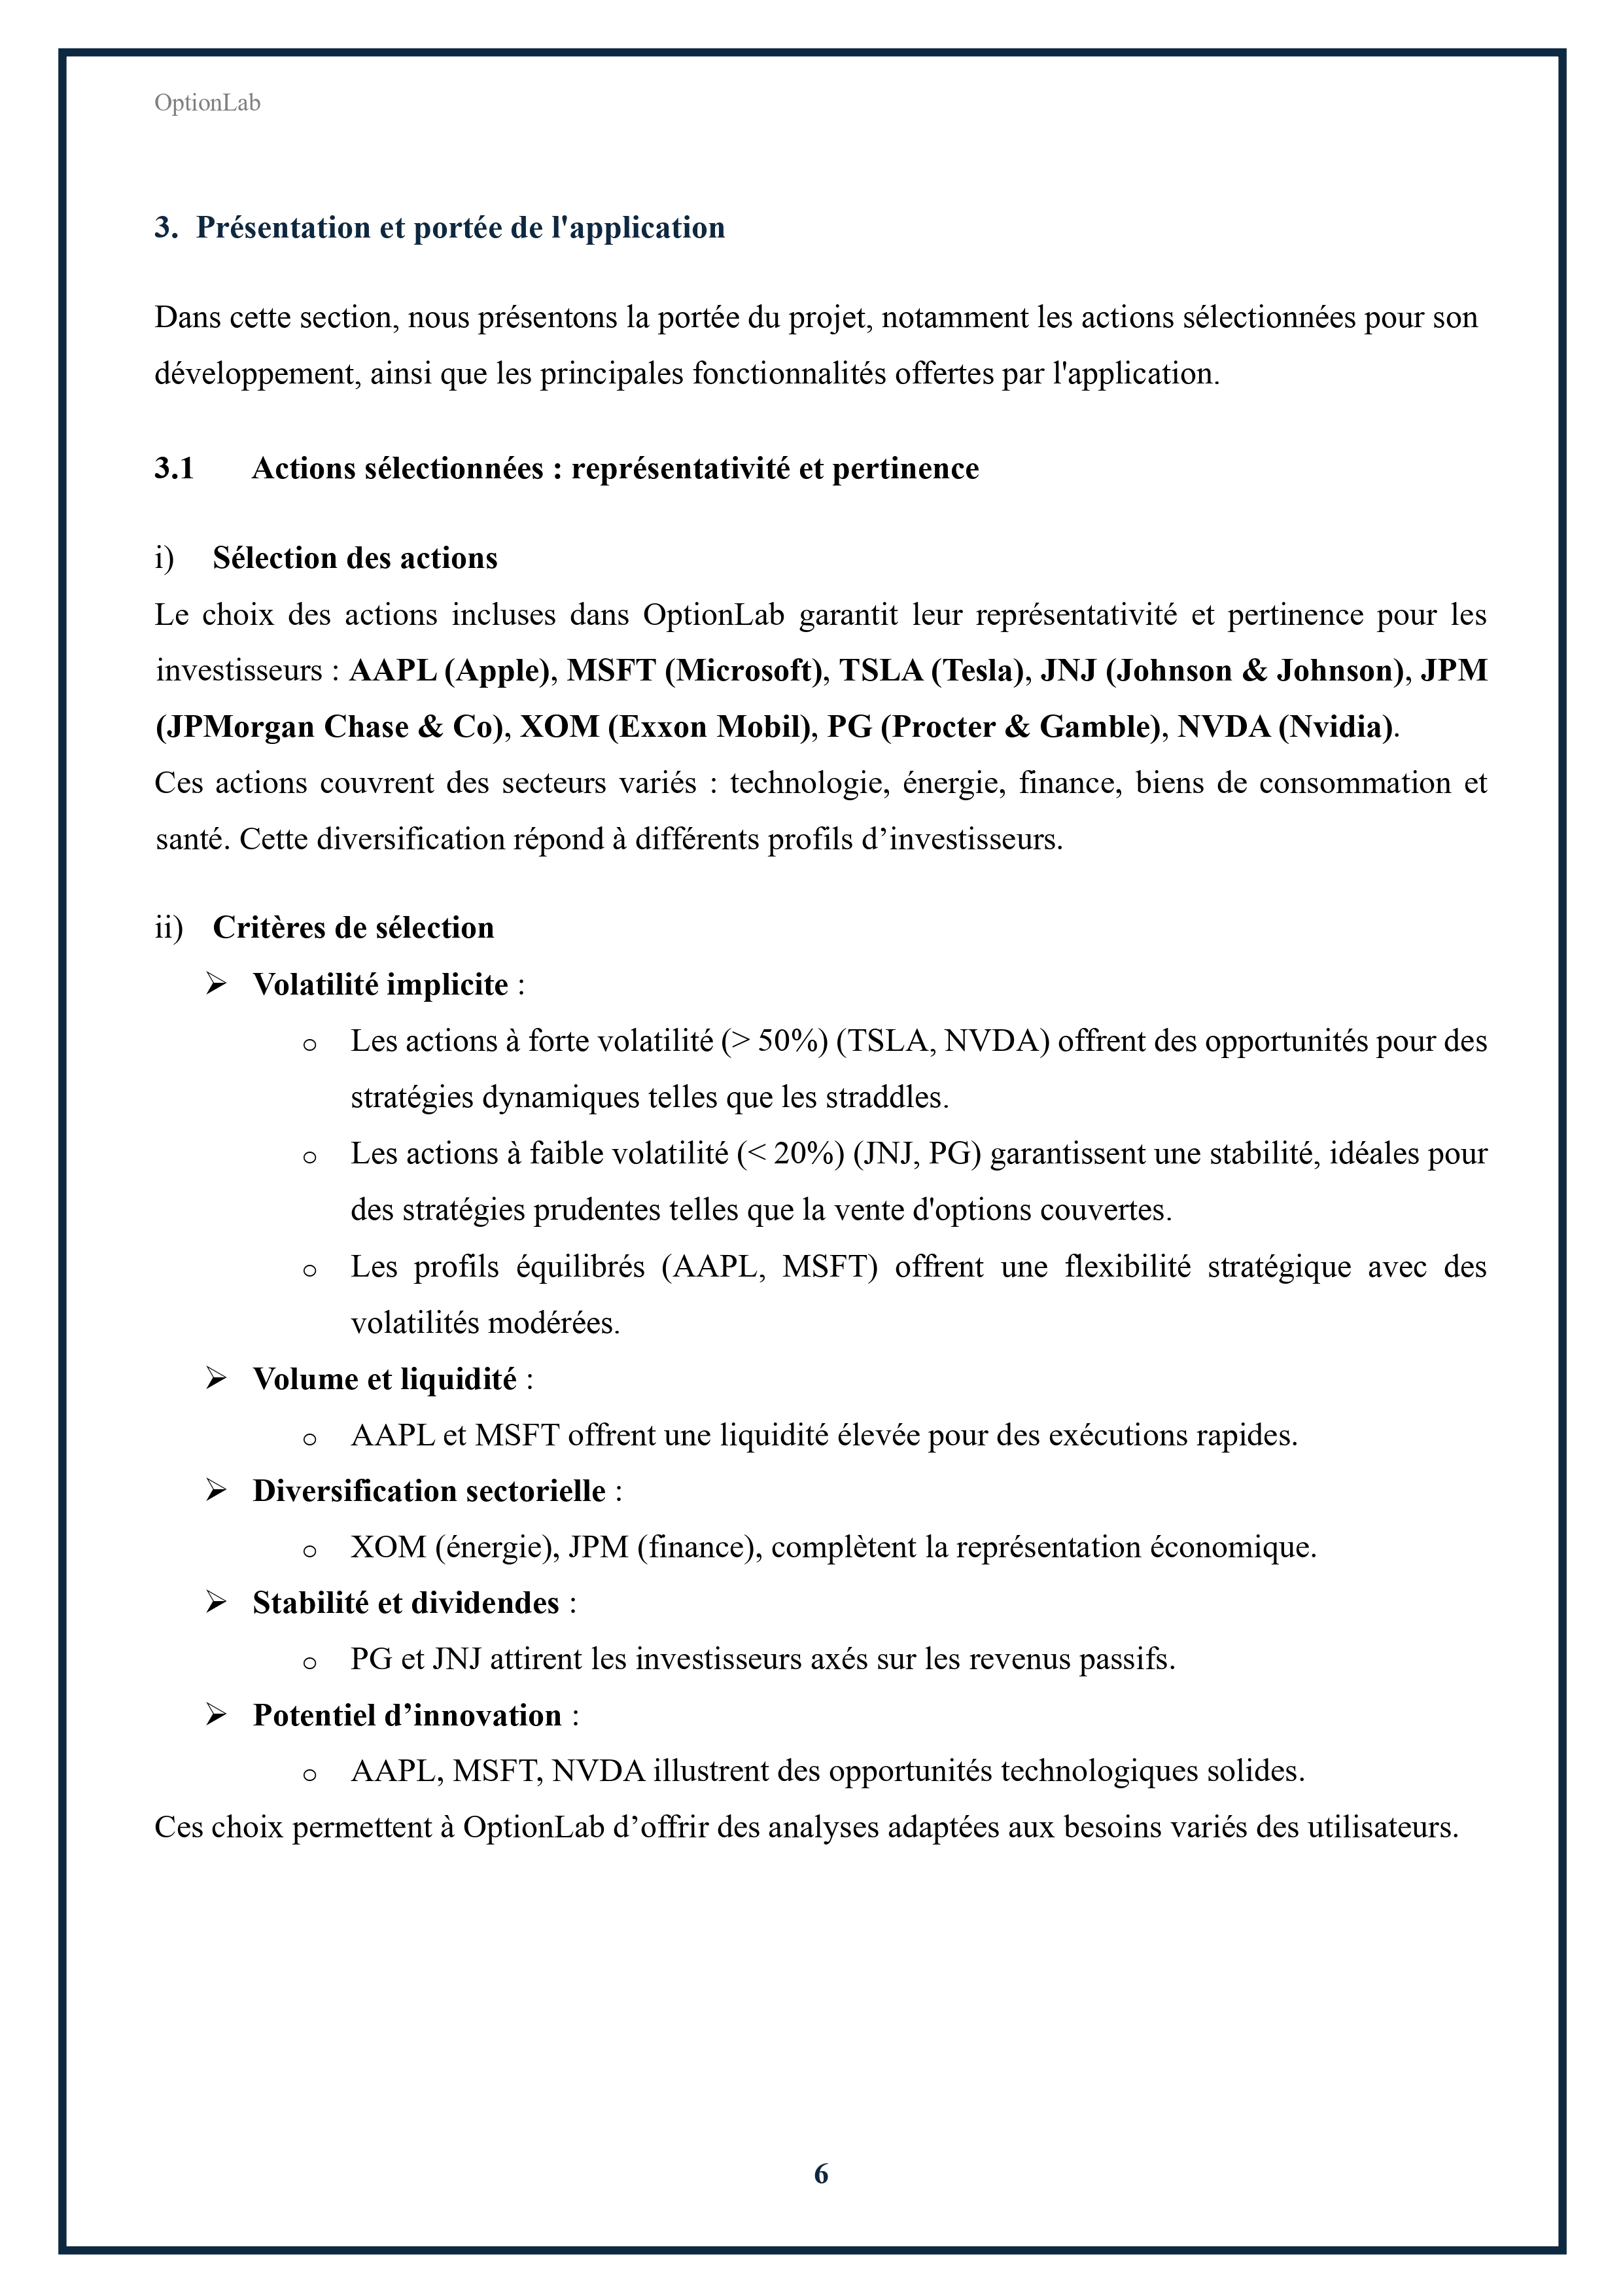 OptionLab
3. Présentation et portée de l'application
Dans cette section, nous présentons la portée du projet, notamment les actions sélectionnées pour son
développement, ainsi que les principales fonctionnalités offertes par l'application.
3.1 Actions sélectionnées : représentativité et pertinence
i) Sélection des actions
Le choix des actions incluses dans OptionLab garantit leur représentativité et pertinence pour les
investisseurs : AAPL (Apple), MSFT (Microsoft), TSLA (Tesla), JNJ (Johnson & Johnson), JPM
(JPMorgan Chase & Co), XOM (Exxon Mobil), PG (Procter & Gamble), NVDA (Nvidia).
Ces actions couvrent des secteurs variés : technologie, énergie, finance, biens de consommation et
santé. Cette diversification répond à différents profils d’investisseurs.
ii) Critères de sélection
➢ Volatilité implicite :
o Les actions à forte volatilité (> 50%) (TSLA, NVDA) offrent des opportunités pour des
stratégies dynamiques telles que les straddles.
o Les actions à faible volatilité (< 20%) (JNJ, PG) garantissent une stabilité, idéales pour
des stratégies prudentes telles que la vente d'options couvertes.
o Les profils équilibrés (AAPL, MSFT) offrent une flexibilité stratégique avec des
volatilités modérées.
➢ Volume et liquidité :
o AAPL et MSFT offrent une liquidité élevée pour des exécutions rapides.
➢ Diversification sectorielle :
o XOM (énergie), JPM (finance), complètent la représentation économique.
➢ Stabilité et dividendes :
o PG et JNJ attirent les investisseurs axés sur les revenus passifs.
➢ Potentiel d’innovation :
o AAPL, MSFT, NVDA illustrent des opportunités technologiques solides.
Ces choix permettent à OptionLab d’offrir des analyses adaptées aux besoins variés des utilisateurs.
6